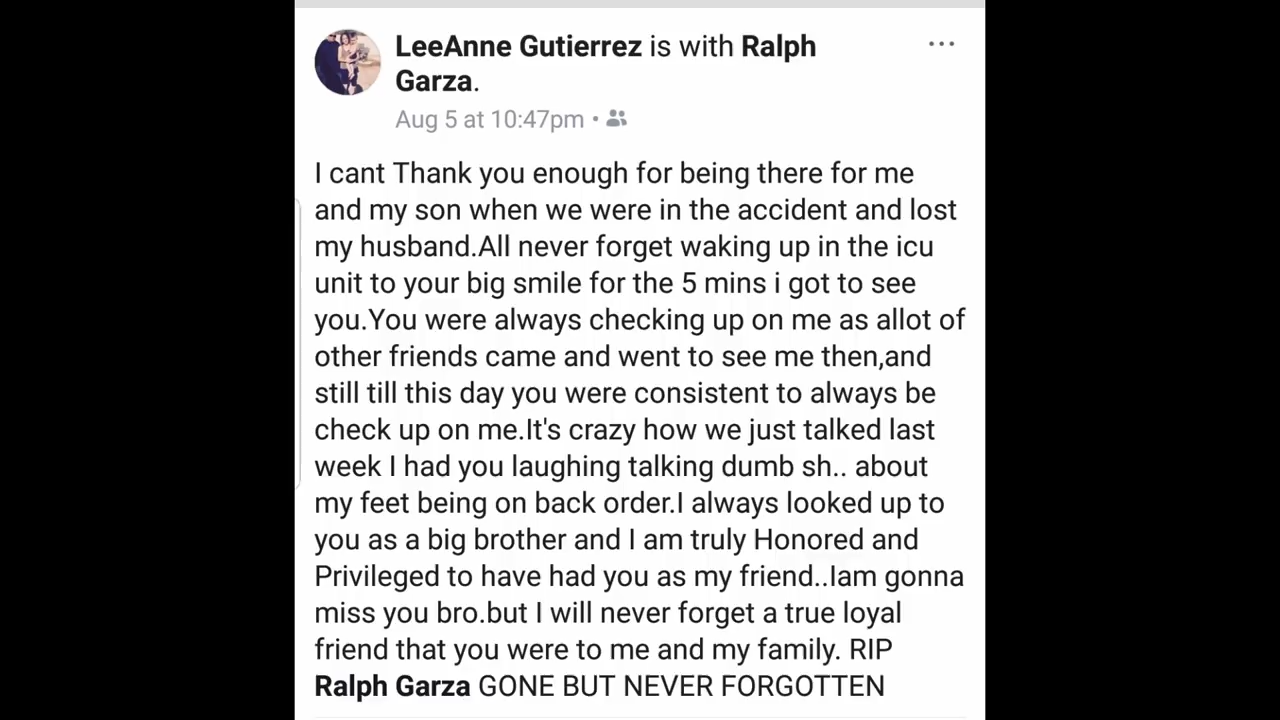 LeeAnne Gutierrez is with Ralph
Garza.
Aug 5 at 10:47pm •
I cant Thank you enough for being there for me
and my son when we were in the accident and lost
my husband.All never forget waking up in the icu
unit to your big smile for the 5 mins i got to see
you.You were always checking up on me as allot of
other friends came and went to see me then,and
still till this day you were consistent to always be
check up on me.It's crazy how we just talked last
week I had you laughing talking dumb sh.. about
my feet being on back order.I always looked up to
you as a big brother and I am truly Honored and
Privileged to have had you as my friend..Iam gonna
miss you bro.but I will never forget a true loyal
friend that you were to me and my family. RIP
Ralph Garza GONE BUT NEVER FORGOTTEN